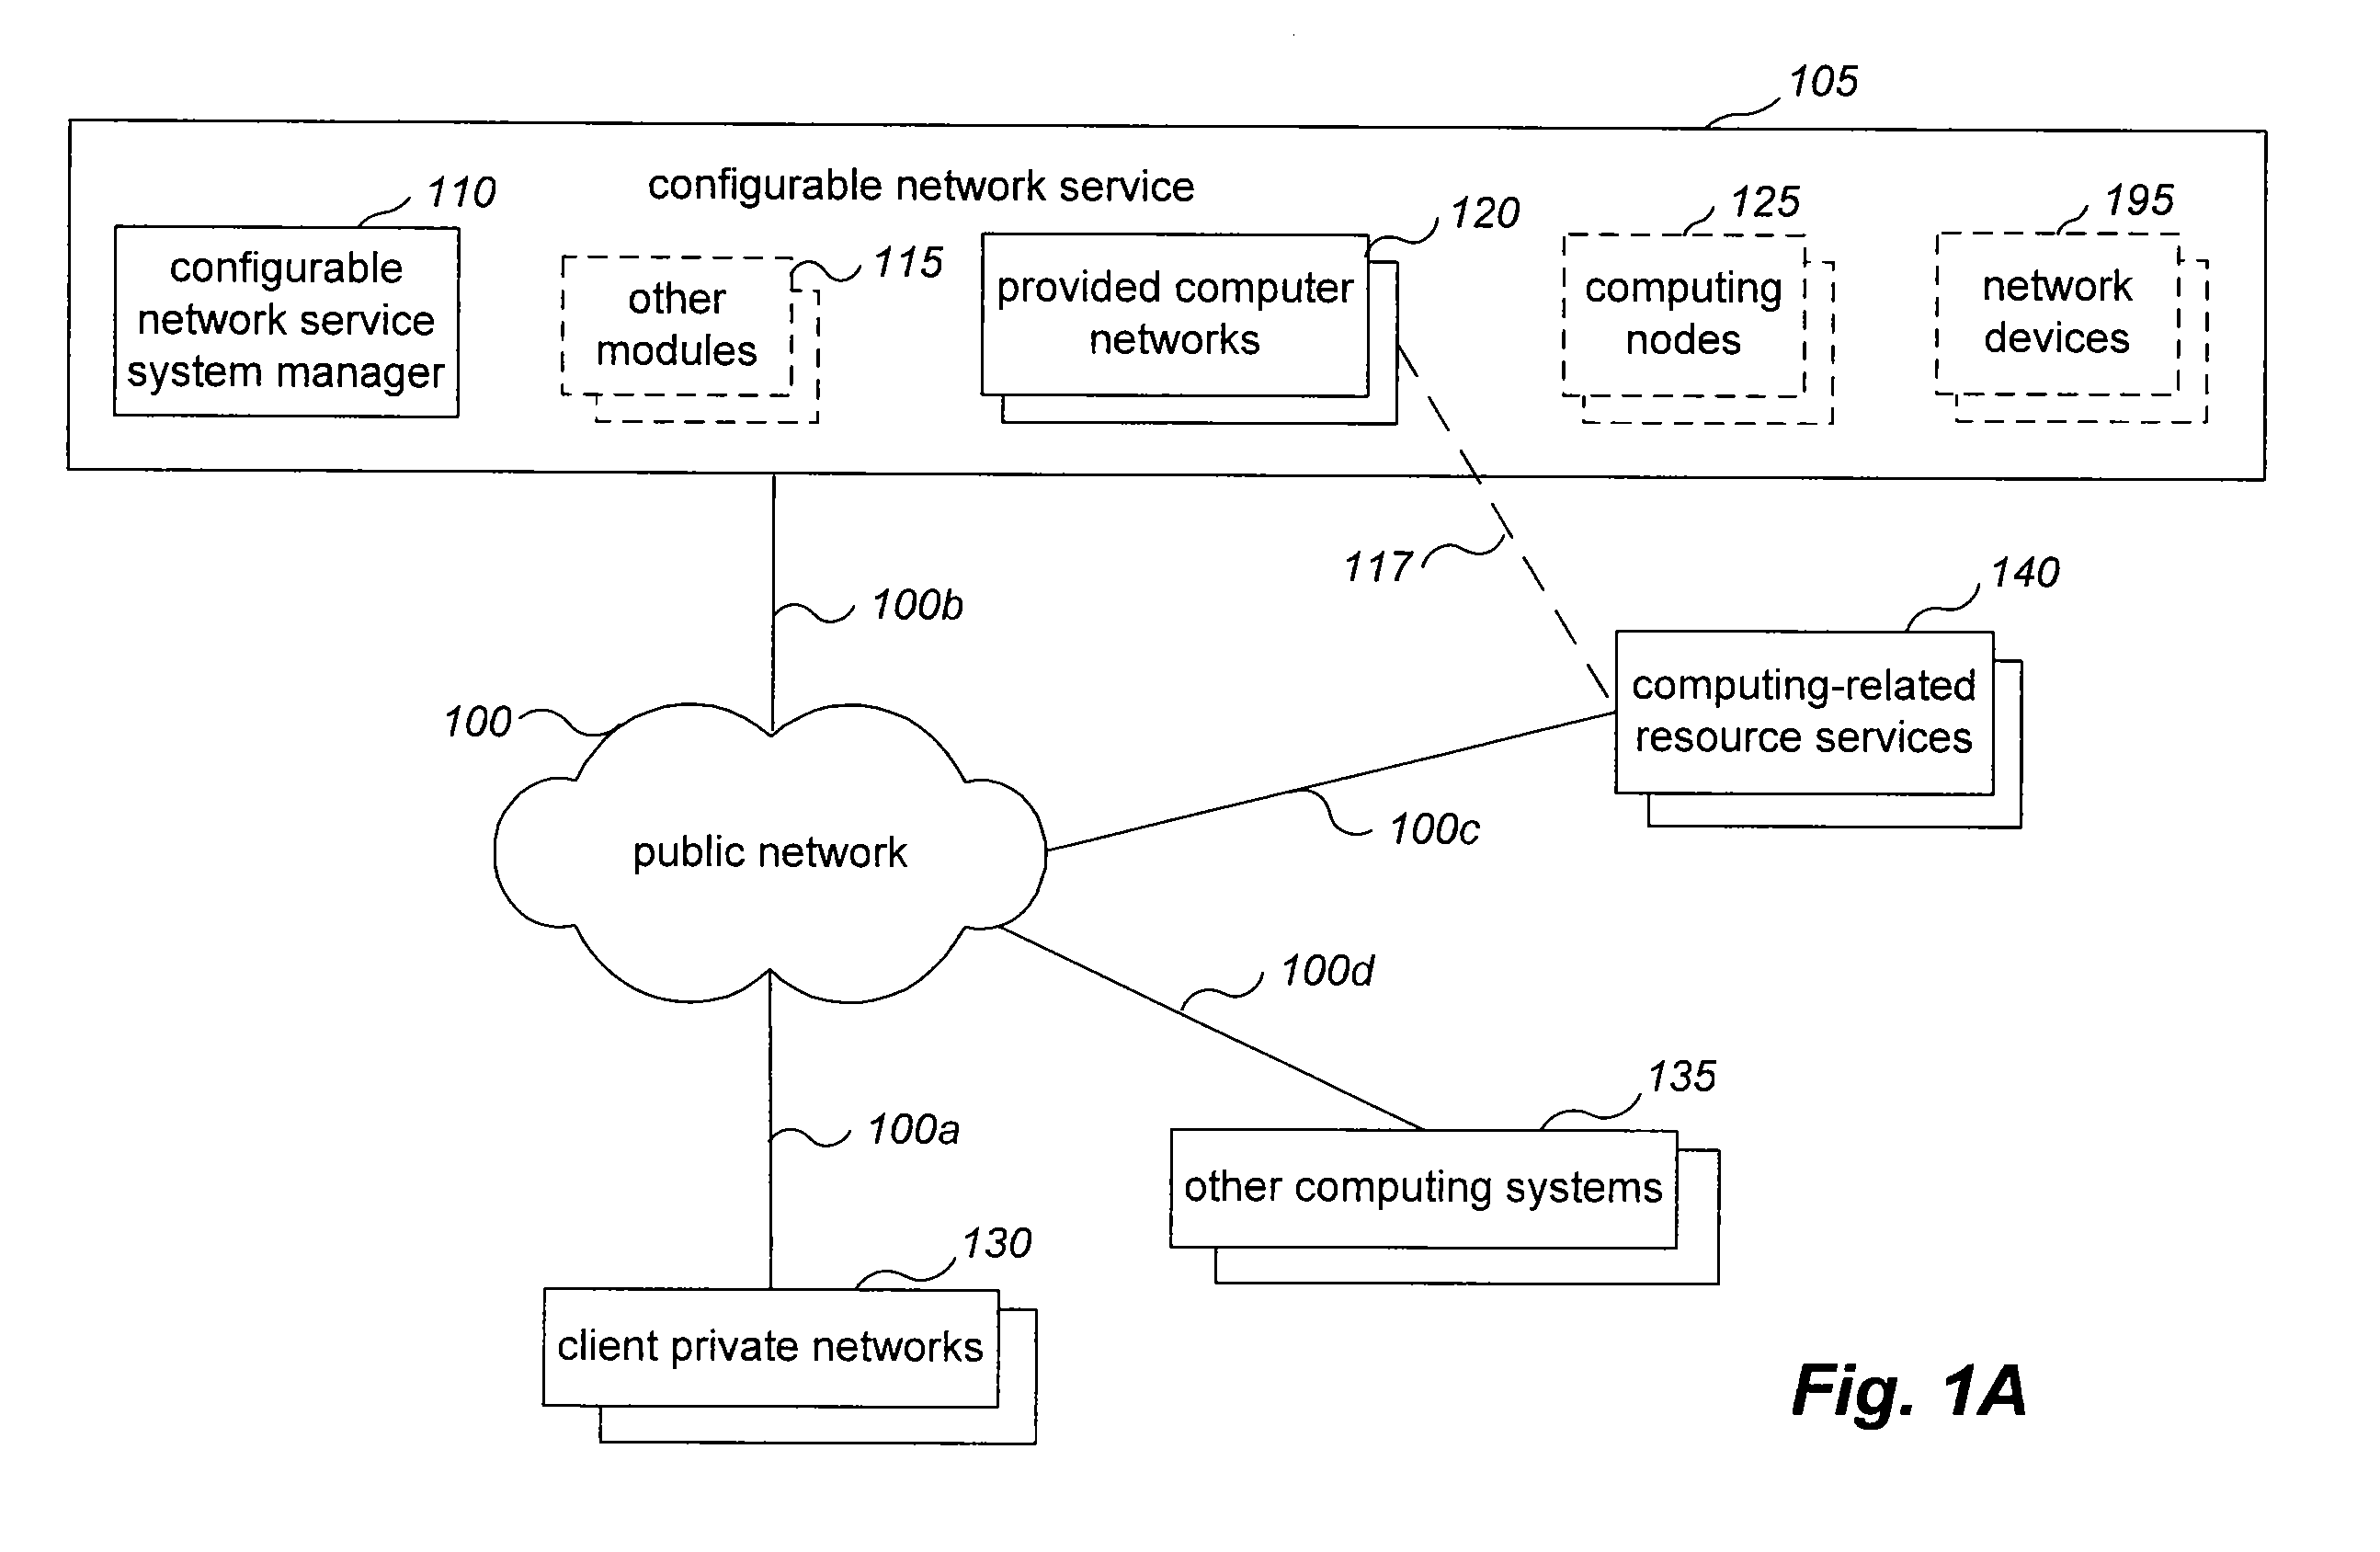 105
configurable network service
110
configurable
network service
system manager
115
other
modules
120
provided computer
networks
125
computing
nodes
195
network
devices
117
100b
140
computing-related
resource services
100
public network
100c
100d
135
other computing systems
100a
130
client private networks
Fig. 1A